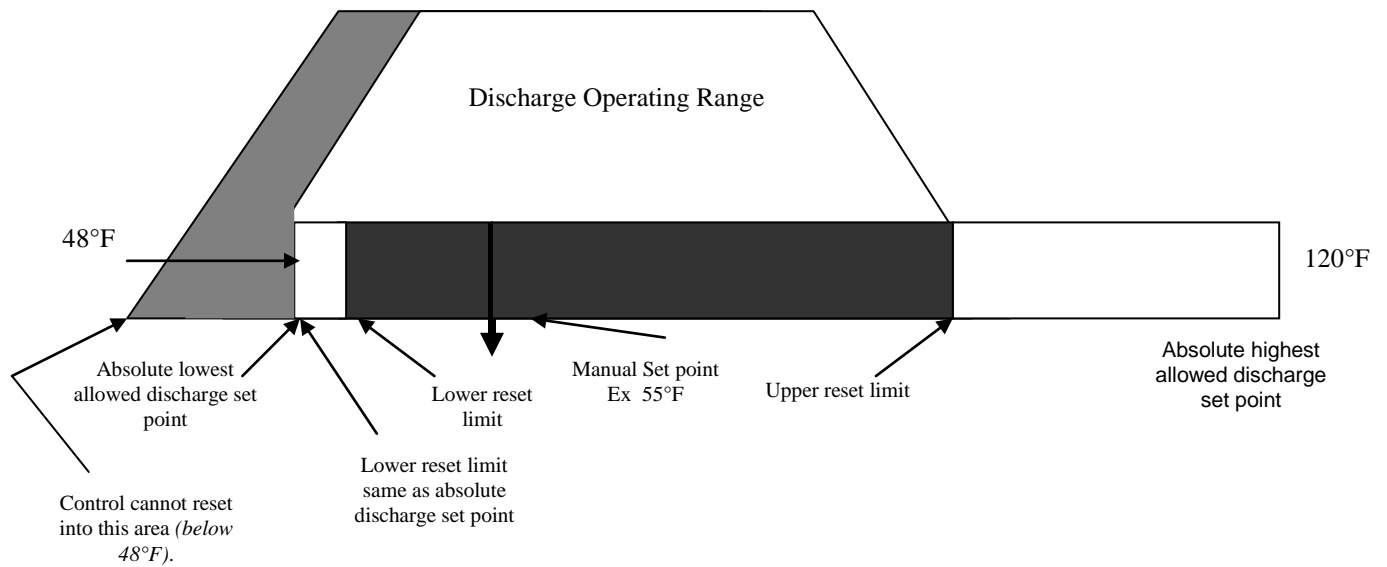 Discharge Operating Range
48°F
120°F
Absolute lowest
allowed discharge set
point
Lower reset
limit
Manual Set point
Ex  55°F
Upper reset limit
Absolute highest
allowed discharge
set point
Lower reset limit
same as absolute
discharge set point
Control cannot reset
into this area (below
48°F).